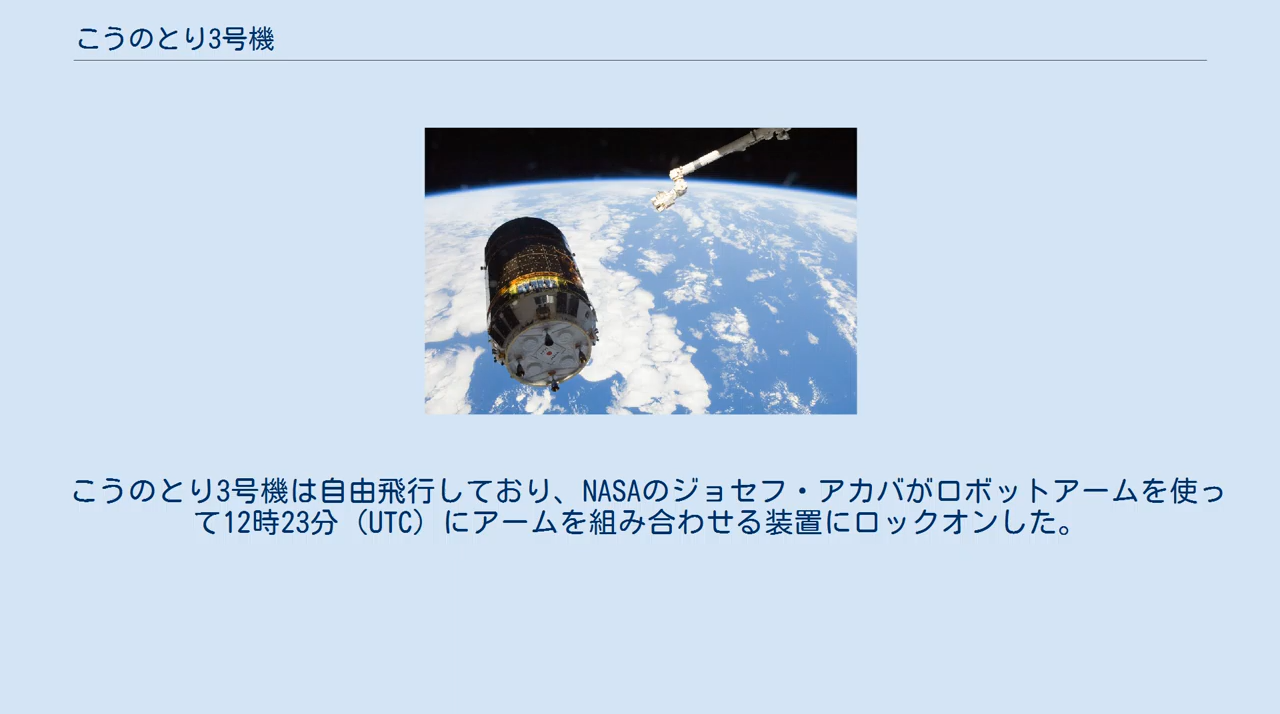 こうのとり3号機
こうのとり3号機は自由飛行しており、NASAのジョセフ・アカバがロボットアームを使っ
て12時23分（UTC）にアームを組み合わせる装置にロックオンした。